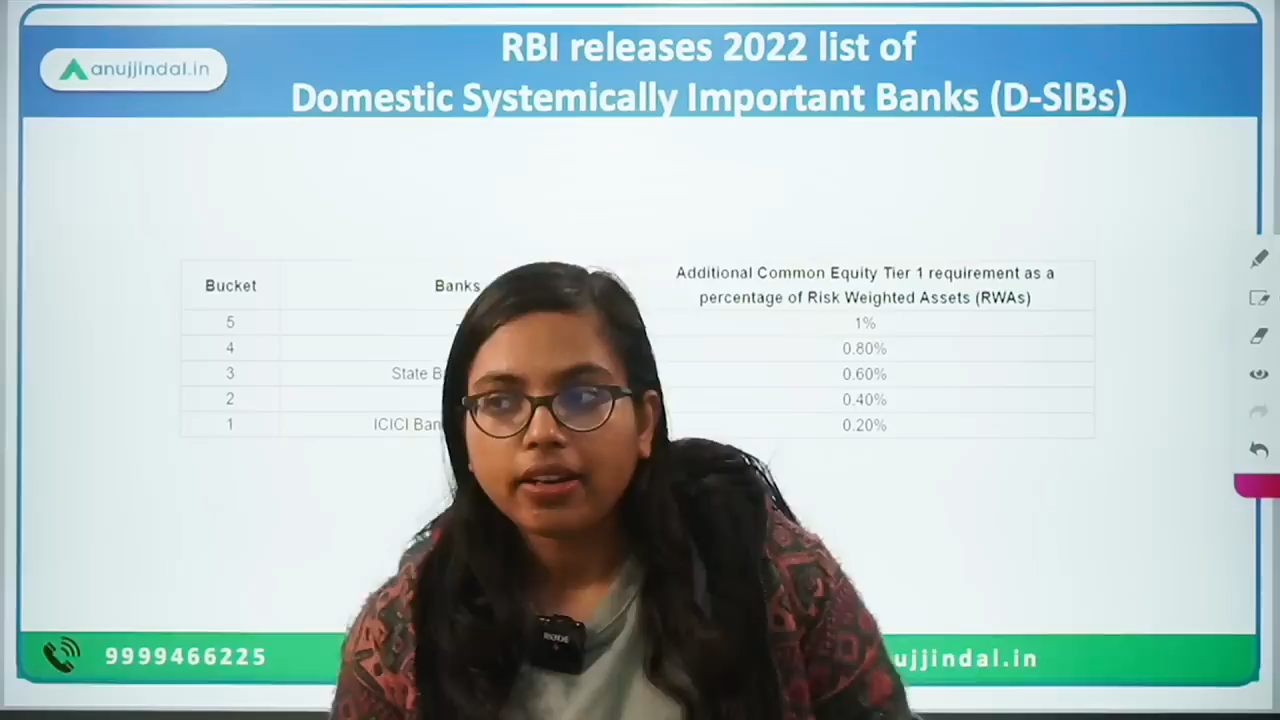 RBI releases 2022 list of
Domestic Systemically Important Banks (D-SIBs)
anujjindal.in
Bucket Banks Additional Common Equity Tier 1 requirement as a percentage of Risk Weighted Assets (RWAs)
5 - 1%
4 0.80%
3 State B 0.60%
2 0.40%
1 ICICI Ban 0.20%
RODE
9999466225 ujjindal.in